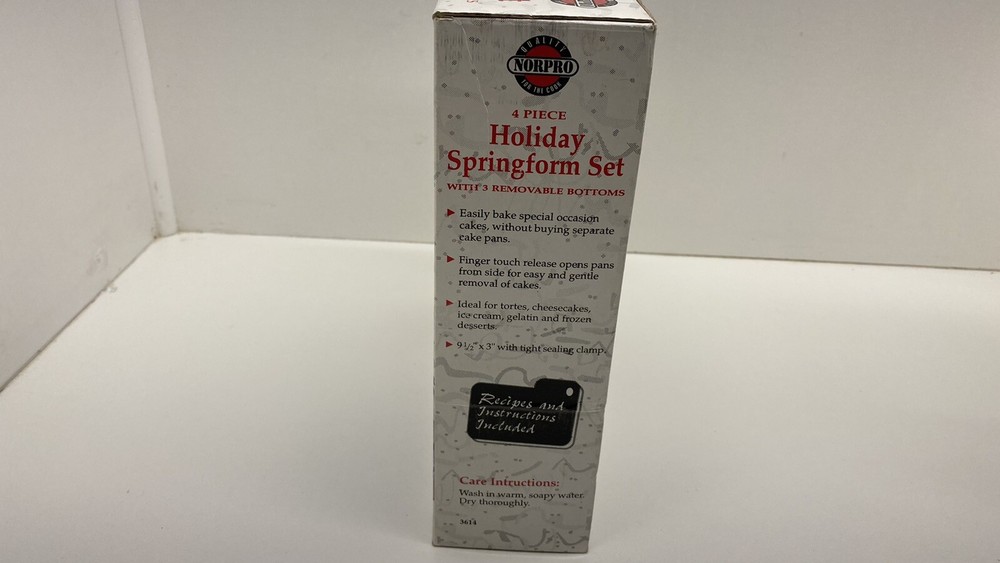 QUALITY
NORPRO
FOR THE COOK
4 PIECE
Holiday
Springform Set
WITH 3 REMOVABLE BOTTOMS
Easily bake special occasion
cakes, without buying separate
cake pans.
Finger touch release opens pans
from side for easy and gentle
removal of cakes.
Ideal for tortes, cheesecakes,
ice cream, gelatin and frozen
desserts.
9 1/2" x 3" with tight sealing clamp.
Recipes and
Instructions
Included
Care Intructions:
Wash in warm, soapy water.
Dry thoroughly.
3614